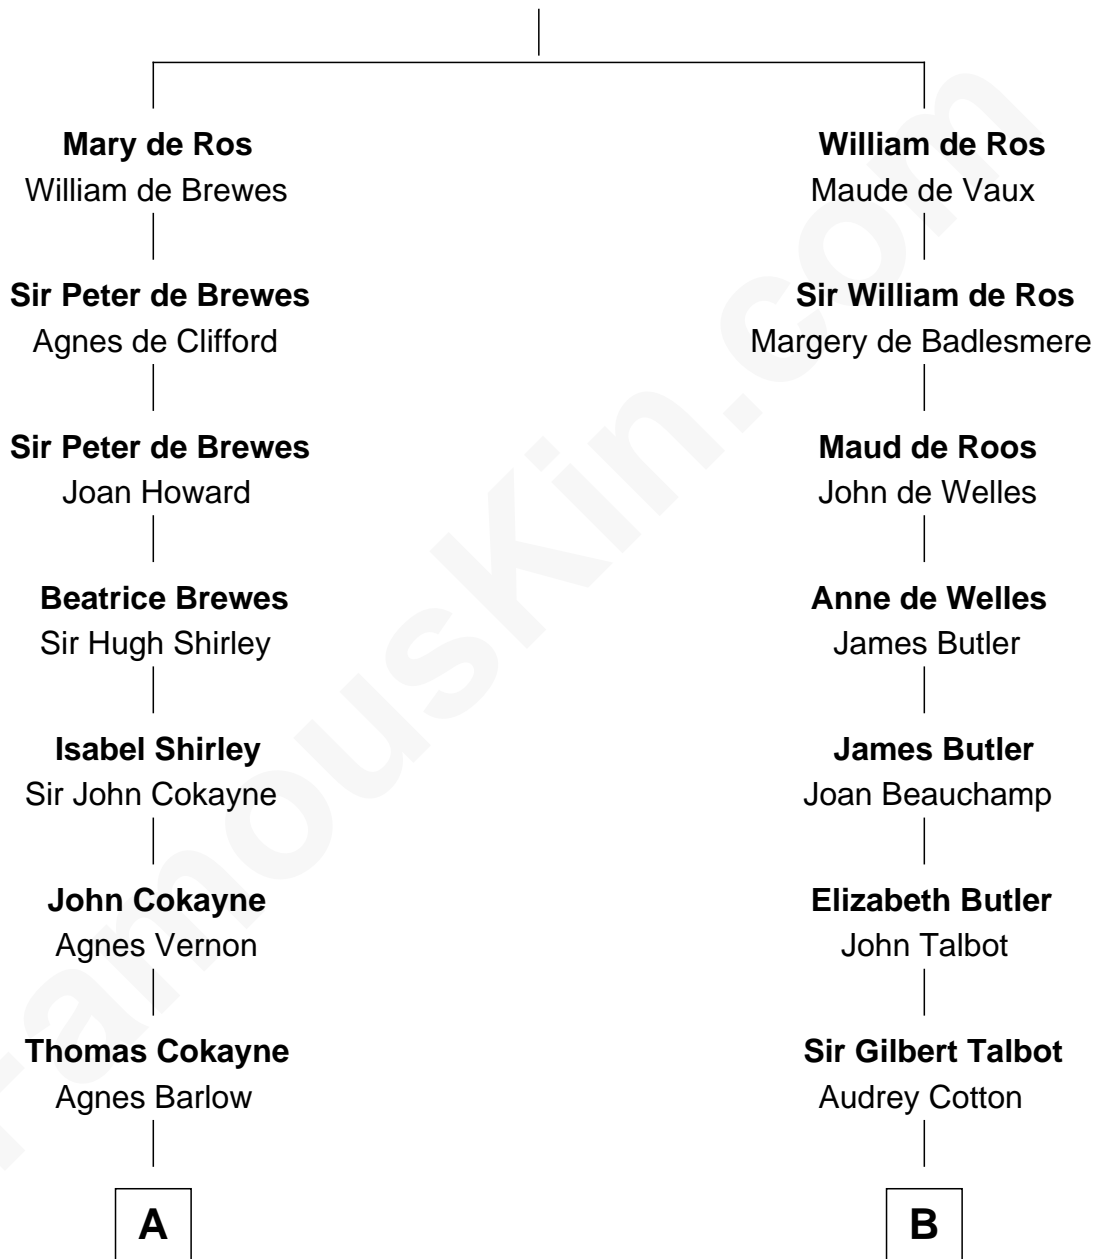 Mary de Ros
William de Brewes
Sir Peter de Brewes
Agnes de Clifford
Sir Peter de Brewes
Joan Howard
Beatrice Brewes
Sir Hugh Shirley
Isabel Shirley
Sir John Cokayne
John Cokayne
Agnes Vernon
Thomas Cokayne
Agnes Barlow
A
William de Ros
Maude de Vaux
Sir William de Ros
Margery de Badlesmere
Maud de Roos
John de Welles
Anne de Welles
James Butler
James Butler
Joan Beauchamp
Elizabeth Butler
John Talbot
Sir Gilbert Talbot
Audrey Cotton
B
FamousKin.com